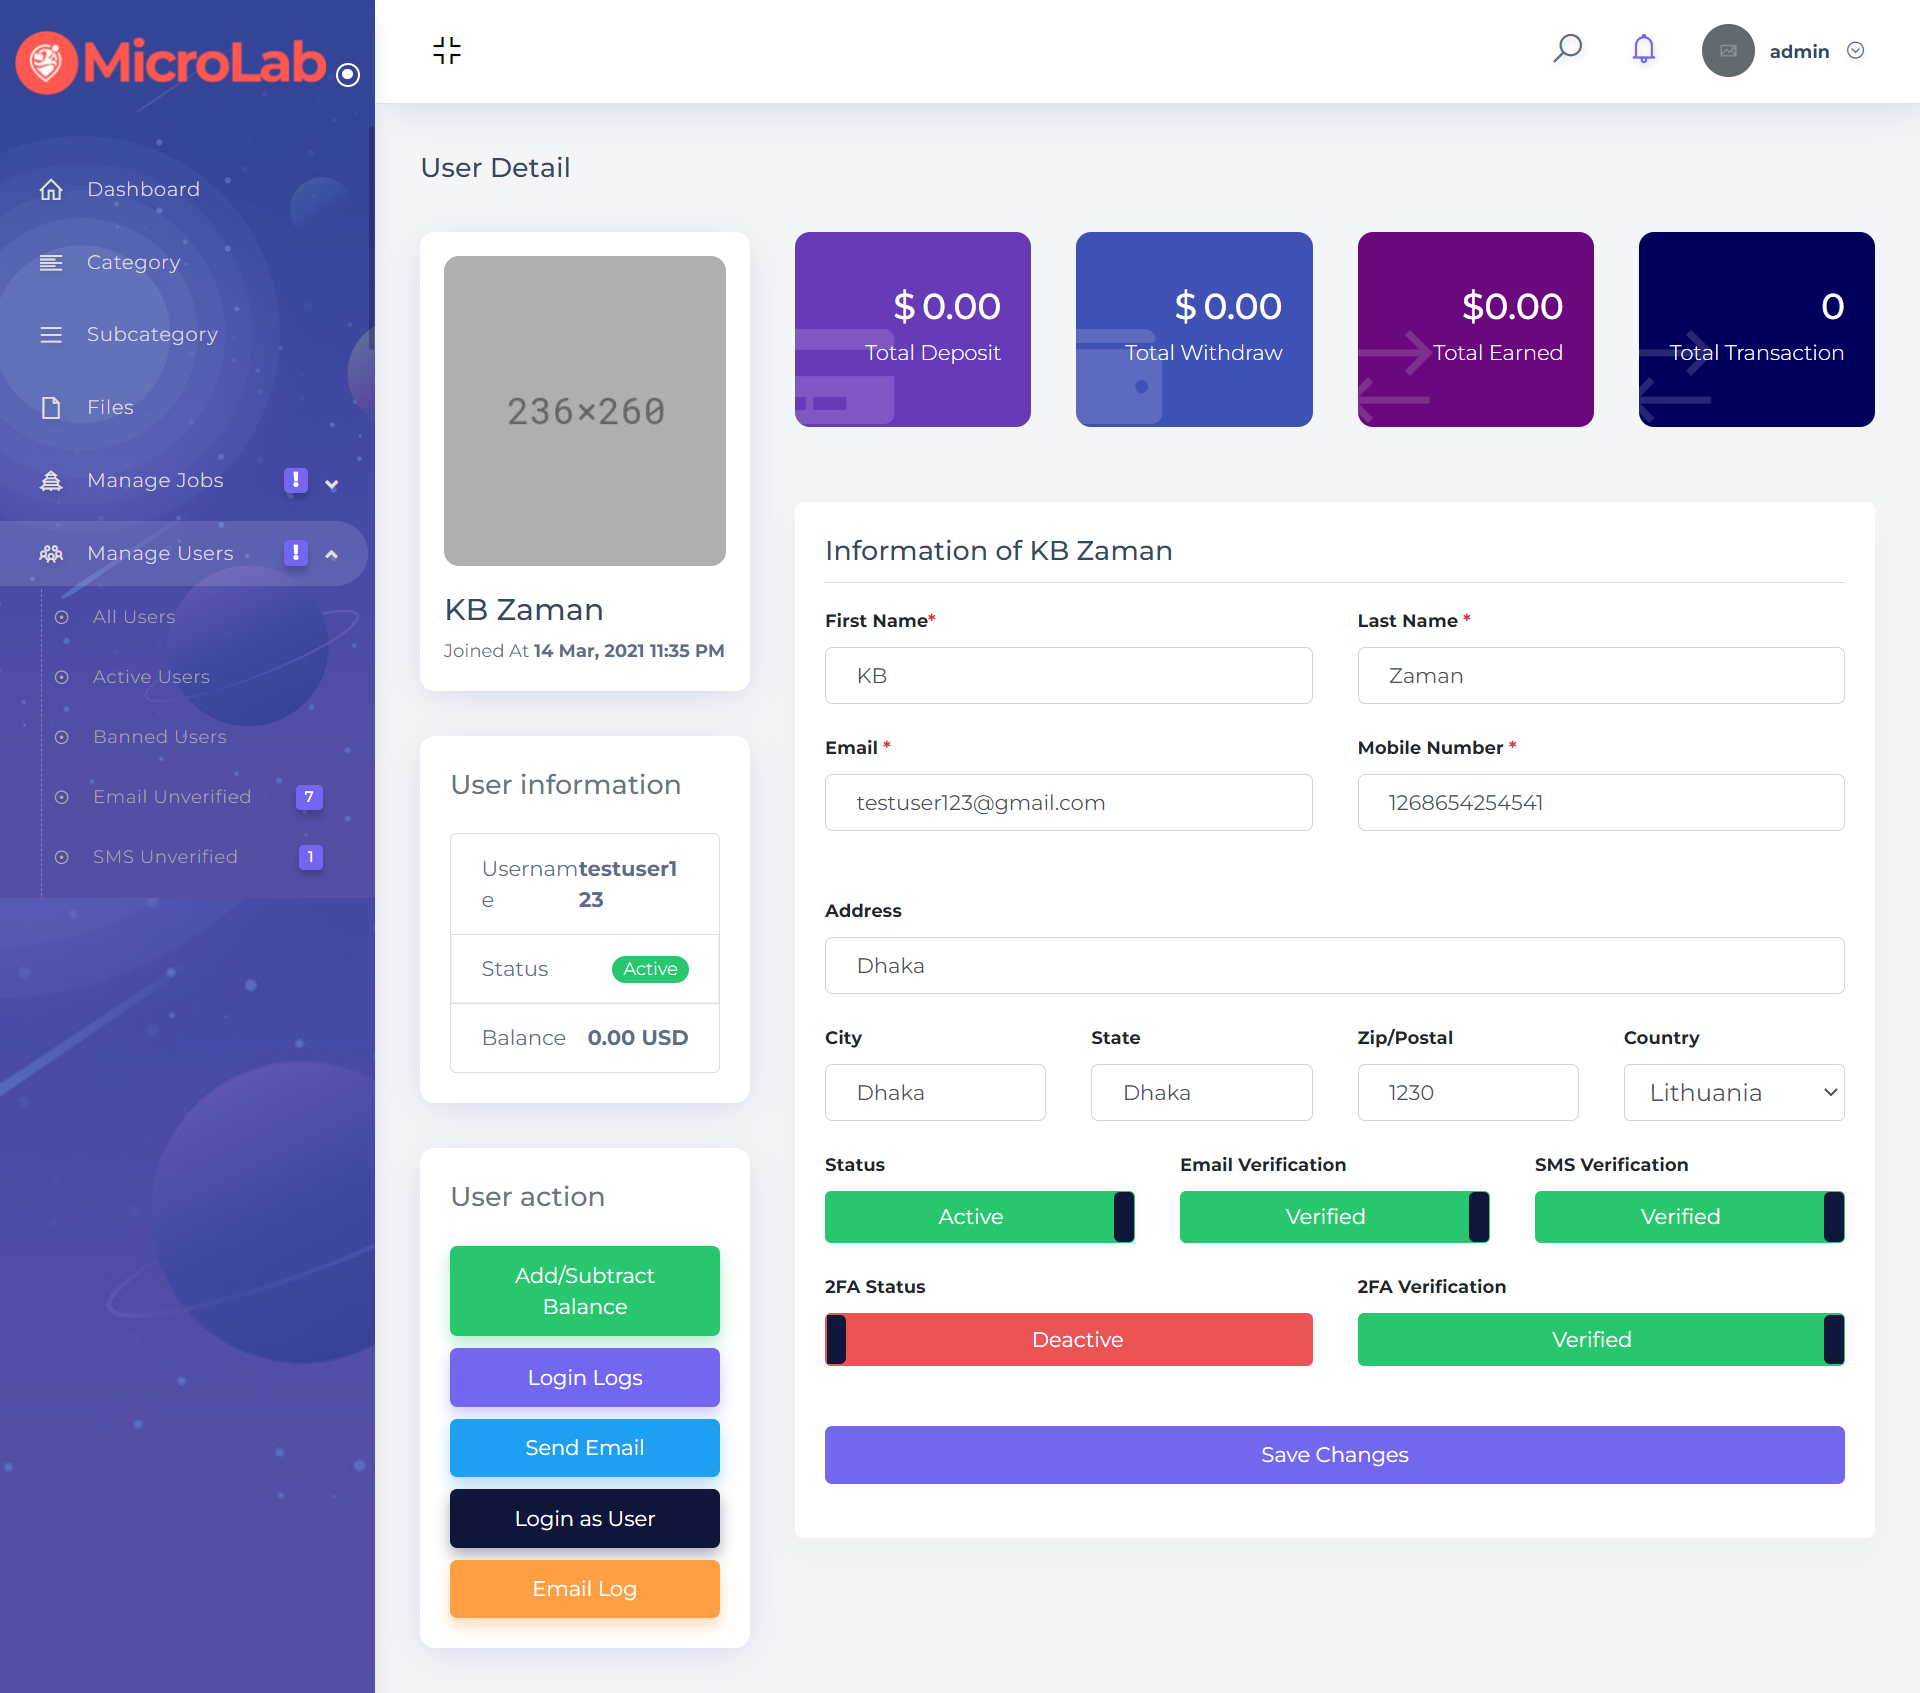 MicroLab
admin
Dashboard
Category
Subcategory
Files
Manage Jobs !
Manage Users !
All Users
Active Users
Banned Users
Email Unverified 7
SMS Unverified 1
User Detail
236×260
KB Zaman
Joined At 14 Mar, 2021 11:35 PM
$ 0.00
Total Deposit
$ 0.00
Total Withdraw
$0.00
Total Earned
0
Total Transaction
User information
Usernam testuser1
e 23
Status Active
Balance 0.00 USD
User action
Add/Subtract
Balance
Login Logs
Send Email
Login as User
Email Log
Information of KB Zaman
First Name* Last Name *
KB Zaman
Email * Mobile Number *
testuser123@gmail.com 1268654254541
Address
Dhaka
City State Zip/Postal Country
Dhaka Dhaka 1230 Lithuania
Status Email Verification SMS Verification
Active Verified Verified
2FA Status 2FA Verification
Deactive Verified
Save Changes